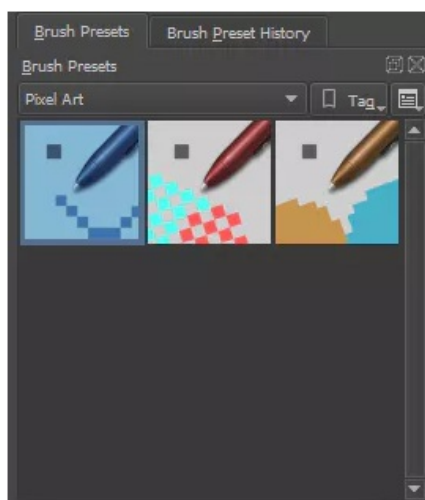 Brush Presets
Brush Preset History
Brush Presets
Pixel Art
Tag